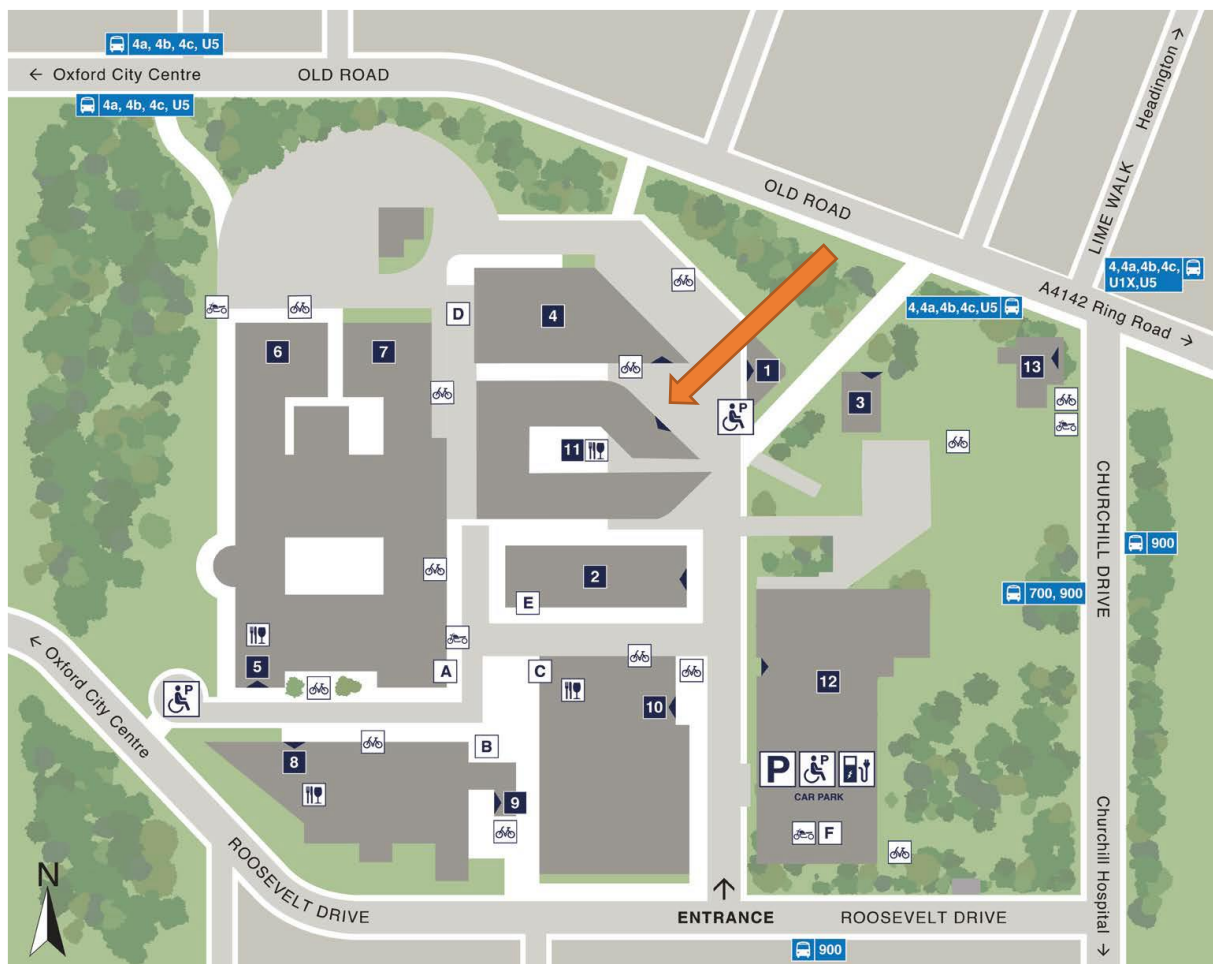 4a, 4b, 4c, U5
← Oxford City Centre
OLD ROAD
4a, 4b, 4c, U5
Headington →
LIME WALK
OLD ROAD
4,4a,4b,4c,
U1X,U5
A4142 Ring Road →
4,4a,4b,4c,U5
D
4
6
7
1
13
3
P
11
CHURCHILL DRIVE
900
2
E
700, 900
← Oxford City Centre
5
A
C
12
P
10
B
8
9
P
P
CAR PARK
F
Churchill Hospital →
N
ROOSEVELT DRIVE
ENTRANCE
ROOSEVELT DRIVE
900